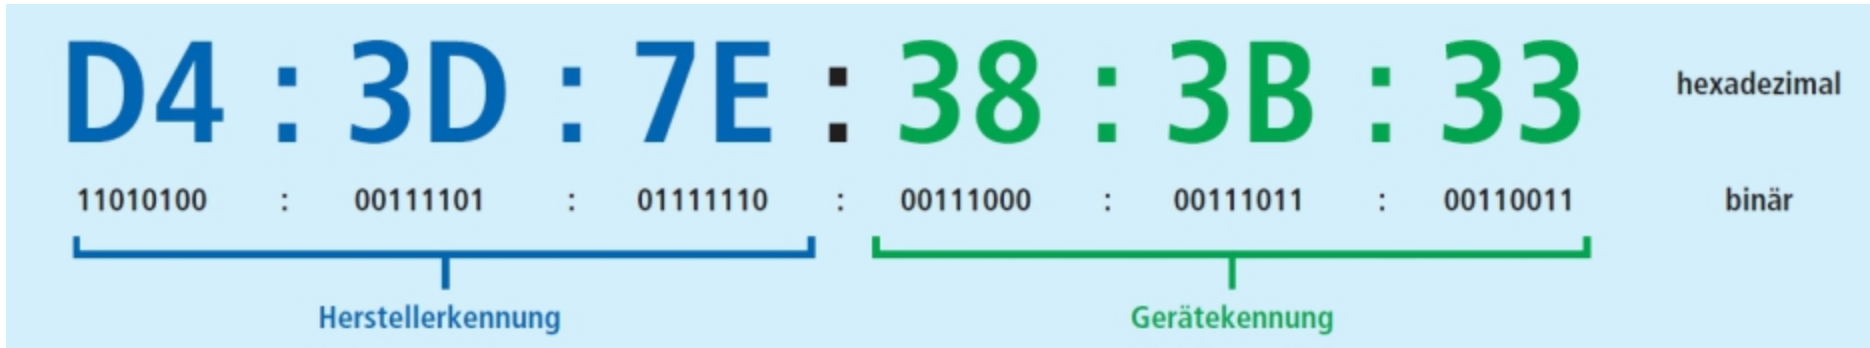 D4 : 3D : 7E : 38 : 3B : 33 hexadezimal
11010100 : 00111101 : 01111110 : 00111000 : 00111011 : 00110011 binär
Herstellerkennung Gerätekennung